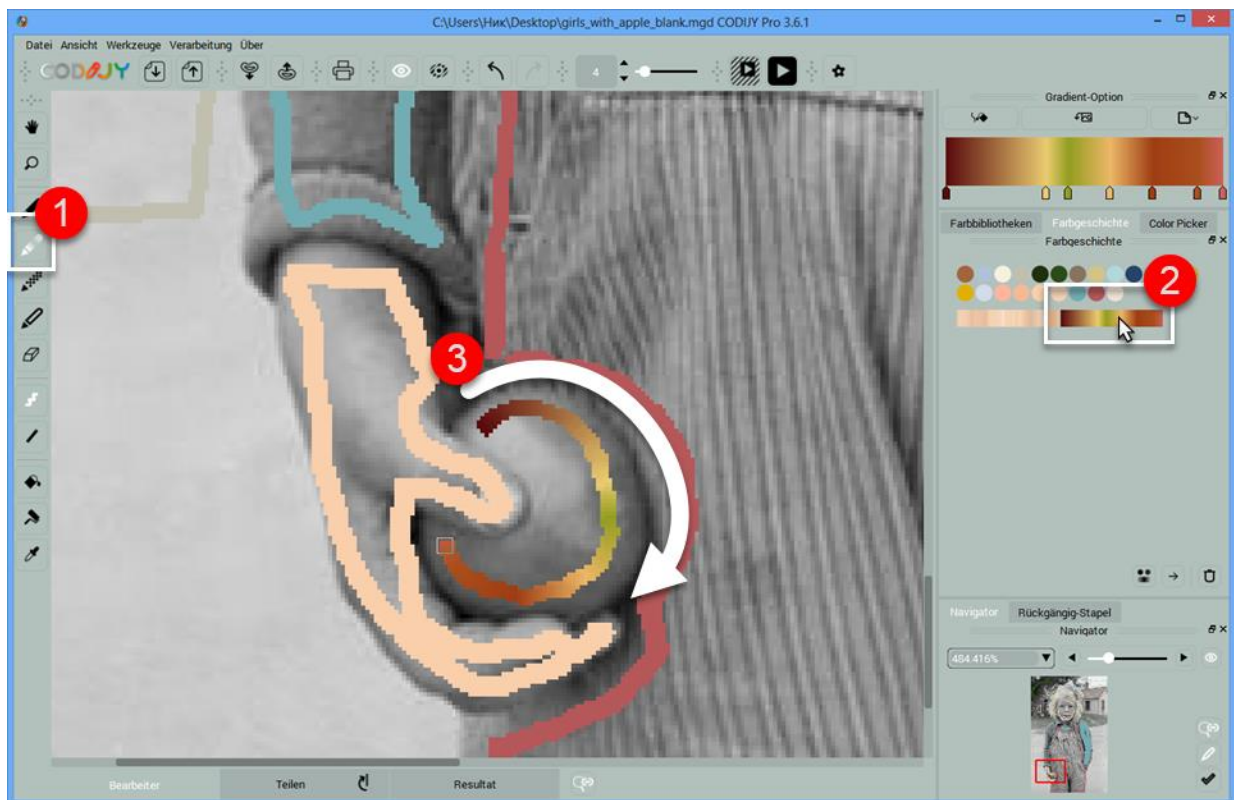 C:\Users\Ник\Desktop\girls_with_apple_blank.mgd CODIJY Pro 3.6.1
Datei Ansicht Werkzeuge Verarbeitung Über
CODIJY
4
Gradient-Option
1
Farbbibliotheken Farbgeschichte Color Picker
Farbgeschichte
2
3
Navigator Rückgängig-Stapel
Navigator
484.416%
Bearbeiter Teilen Resultat